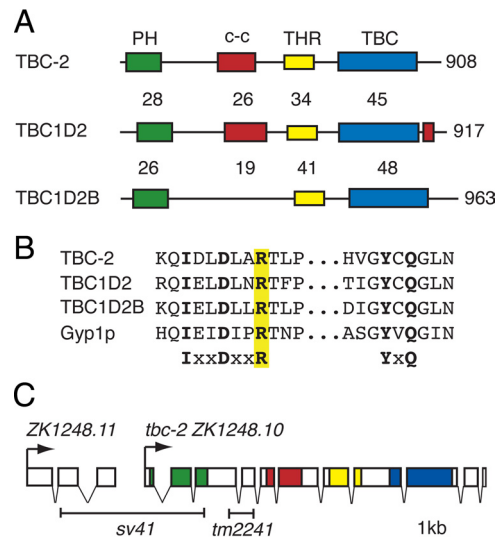 A
PH c-c THR TBC
TBC-2 908
28 26 34 45
TBC1D2 917
26 19 41 48
TBC1D2B 963
B
TBC-2 KQIDLDLARTLP...HVGYCQGLN
TBC1D2 RQIELDLNRTFP...TIGYCQGLN
TBC1D2B KQIELDLLRTLP...KIGYCQGLN
Gyp1p HQIEIDIPRTNP...ASGYVQGIN
IxxDxxR YxQ
C
ZK1248.11 tbc-2 ZK1248.10
sv41 tm2241 1kb